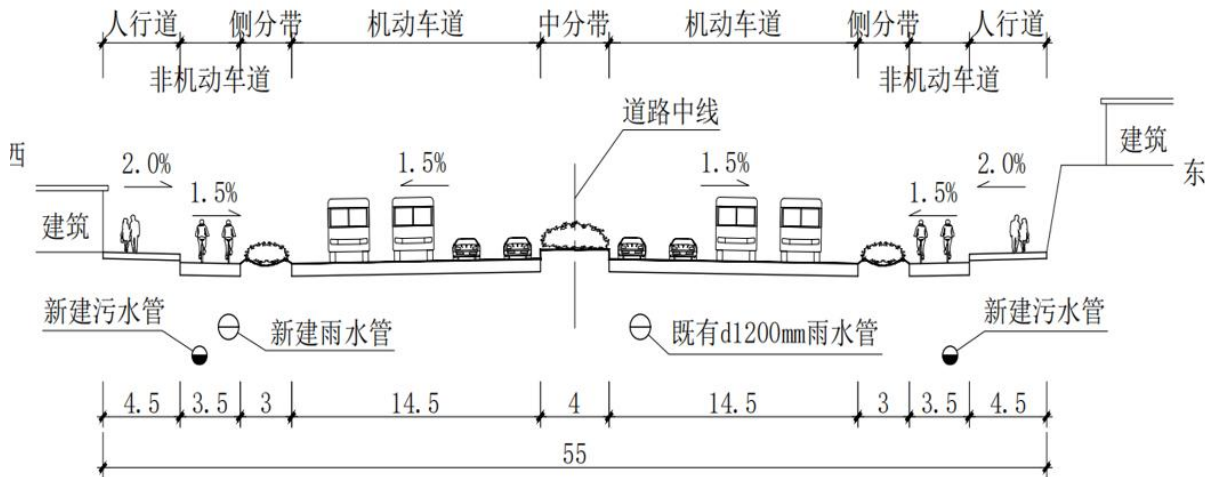 人行道 侧分带 机动车道 中分带 机动车道 侧分带 人行道
非机动车道 非机动车道
道路中线
建筑
西 2.0% 1.5% 1.5% 2.0% 东
1.5% 1.5%
建筑
新建污水管 新建雨水管 既有d1200mm雨水管 新建污水管
4.5 3.5 3 14.5 4 14.5 3 3.5 4.5
55